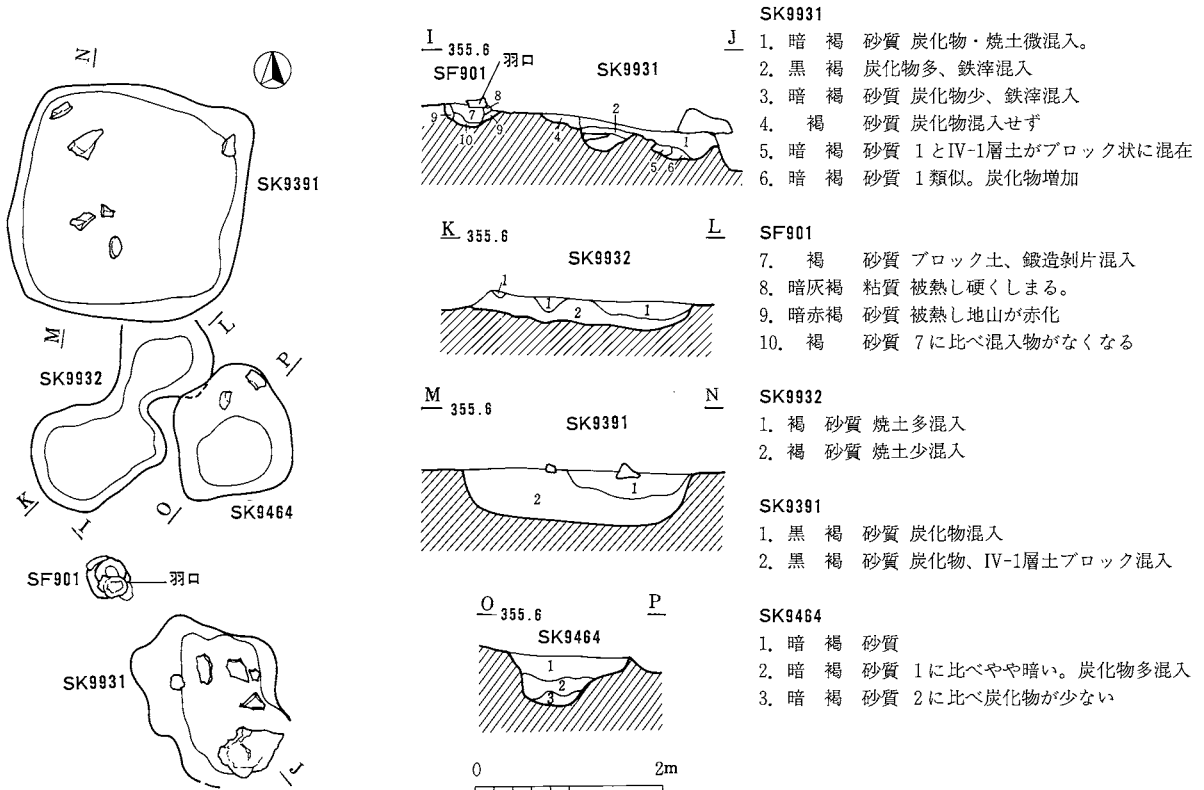 N
SK9391
M
L
P
SK9932
K
I
O
SK9464
SF901
羽口
SK9931
J
I 355.6
J
SF901
羽口
SK9931
2
8
9
7
9
10
4
1
5
6
K 355.6
L
SK9932
1
1
2
1
M 355.6
N
SK9391
2
1
O 355.6
P
SK9464
1
2
3
0
2m
SK9931
1. 暗 褐 砂質 炭化物・焼土微混入。
2. 黒 褐 炭化物多、鉄滓混入
3. 暗 褐 砂質 炭化物少、鉄滓混入
4. 褐 砂質 炭化物混入せず
5. 暗 褐 砂質 1とIV-1層土がブロック状に混在
6. 暗 褐 砂質 1類似。炭化物増加
SF901
7. 褐 砂質 ブロック土、鍛造剝片混入
8. 暗灰褐 粘質 被熱し硬くしまる。
9. 暗赤褐 砂質 被熱し地山が赤化
10. 褐 砂質 7に比べ混入物がなくなる
SK9932
1. 褐 砂質 焼土多混入
2. 褐 砂質 焼土少混入
SK9391
1. 黒 褐 砂質 炭化物混入
2. 黒 褐 砂質 炭化物、IV-1層土ブロック混入
SK9464
1. 暗 褐 砂質
2. 暗 褐 砂質 1に比べやや暗い。炭化物多混入
3. 暗 褐 砂質 2に比べ炭化物が少ない